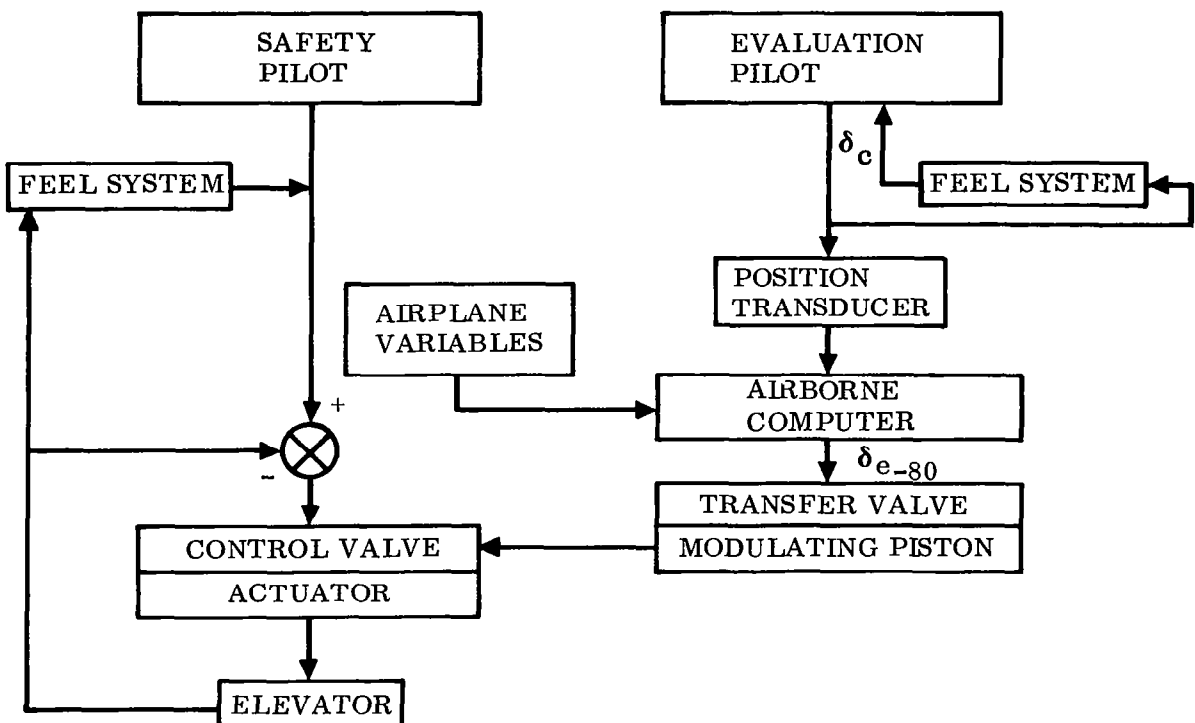 SAFETY
PILOT
EVALUATION
PILOT
δc
FEEL SYSTEM
FEEL SYSTEM
POSITION
TRANSDUCER
AIRPLANE
VARIABLES
AIRBORNE
COMPUTER
+
-
δe-80
TRANSFER VALVE
MODULATING PISTON
CONTROL VALVE
ACTUATOR
ELEVATOR